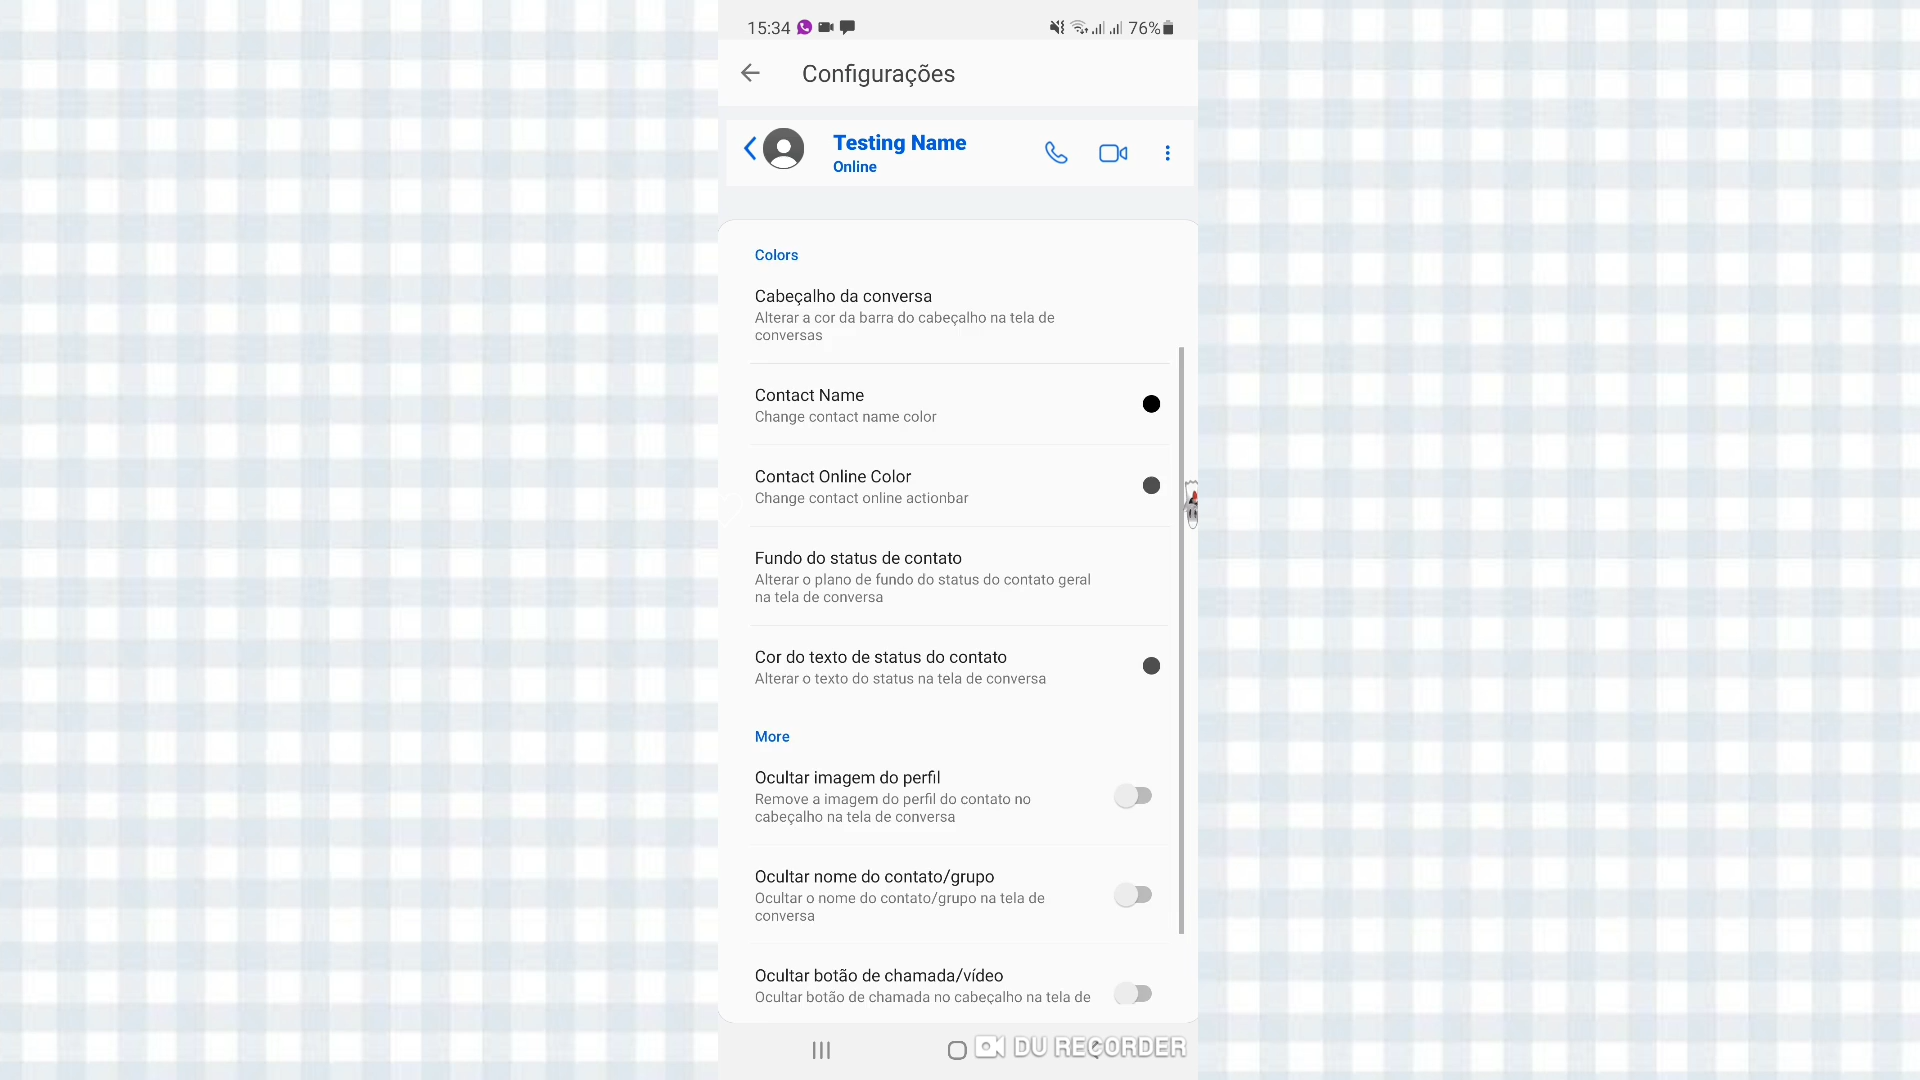 15:34 76%
Configurações
Testing Name
Online
Colors
Cabeçalho da conversa
Alterar a cor da barra do cabeçalho na tela de
conversas
Contact Name
Change contact name color
Contact Online Color
Change contact online actionbar
Fundo do status de contato
Alterar o plano de fundo do status do contato geral
na tela de conversa
Cor do texto de status do contato
Alterar o texto do status na tela de conversa
More
Ocultar imagem do perfil
Remove a imagem do perfil do contato no
cabeçalho na tela de conversa
Ocultar nome do contato/grupo
Ocultar o nome do contato/grupo na tela de
conversa
Ocultar botão de chamada/vídeo
Ocultar botão de chamada no cabeçalho na tela de
DU RECORDER